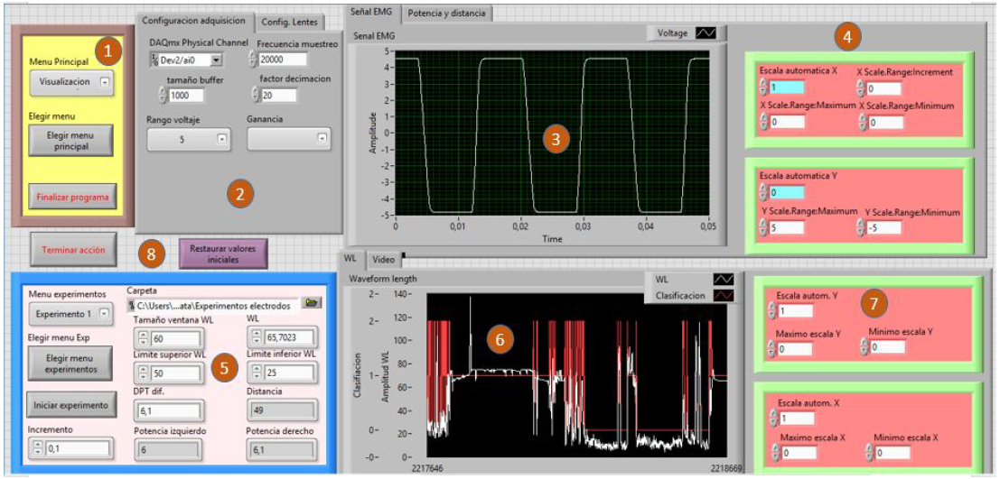 1
Menu Principal
Visualizacion
Elegir menu
Elegir menu
principal
Finalizar programa
Terminar acción
8
Restaurar valores
iniciales
Configuracion adquisicion
Config. Lentes
DAQmx Physical Channel
Frecuencia muestreo
Dev2/ai0
20000
tamaño buffer
factor decimacion
1000
20
Rango voltaje
Ganancia
5
2
Señal EMG
Potencia y distancia
Senal EMG
Voltage
Amplitude
5
4
3
2
1
0
-1
-2
-3
-4
-5
3
0
0,01
0,02
0,03
0,04
0,05
Time
4
Escala automatica X
X Scale.Range:Increment
1
0
X Scale.Range:Maximum
X Scale.Range:Minimum
0
0
Escala automatica Y
0
Y Scale.Range:Maximum
Y Scale.Range:Minimum
5
-5
Menu experimentos
Carpeta
Experimento 1
C:\Users\....ata\Experimentos electrodos
Tamaño ventana WL
WL
60
65,7023
Elegir menu Exp
Elegir menu
experimentos
Limite superior WL
Limite inferior WL
50
5
25
DPT dif.
Distancia
6,1
49
Iniciar experimento
Incremento
0,1
Potencia izquierdo
Potencia derecho
6
6,1
WL
Video
Waveform length
WL
Clasificacion
Clasifiacion
Amplitud WL
2-
2-
1-
0-
-0-
140-
120-
100-
80-
60-
40-
20-
0-
6
2217646
2218669
7
Escala autom. Y
1
Maximo escala Y
Minimo escala Y
0
0
Escala autom. X
1
Maximo escala X
Minimo escala X
0
0